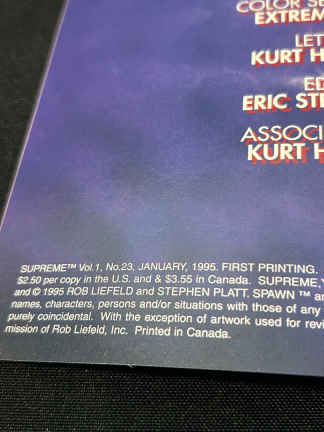 COLOR SE
EXTREM
LET
KURT H
ED
ERIC STE
ASSOCI
KURT H
SUPREME™ Vol.1, No.23, JANUARY, 1995. FIRST PRINTING.
$2.50 per copy in the U.S. and & $3.55 in Canada. SUPREME,
and © 1995 ROB LIEFELD and STEPHEN PLATT. SPAWN ™ an
names, characters, persons and/or situations with those of any
purely coincidental. With the exception of artwork used for revi
mission of Rob Liefeld, Inc. Printed in Canada.